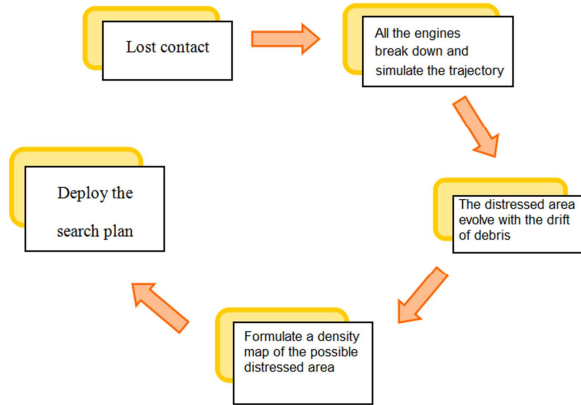 Lost contact
All the engines
break down and
simulate the trajectory
The distressed area
evolve with the drift
of debris
Formulate a density
map of the possible
distressed area
Deploy the
search plan